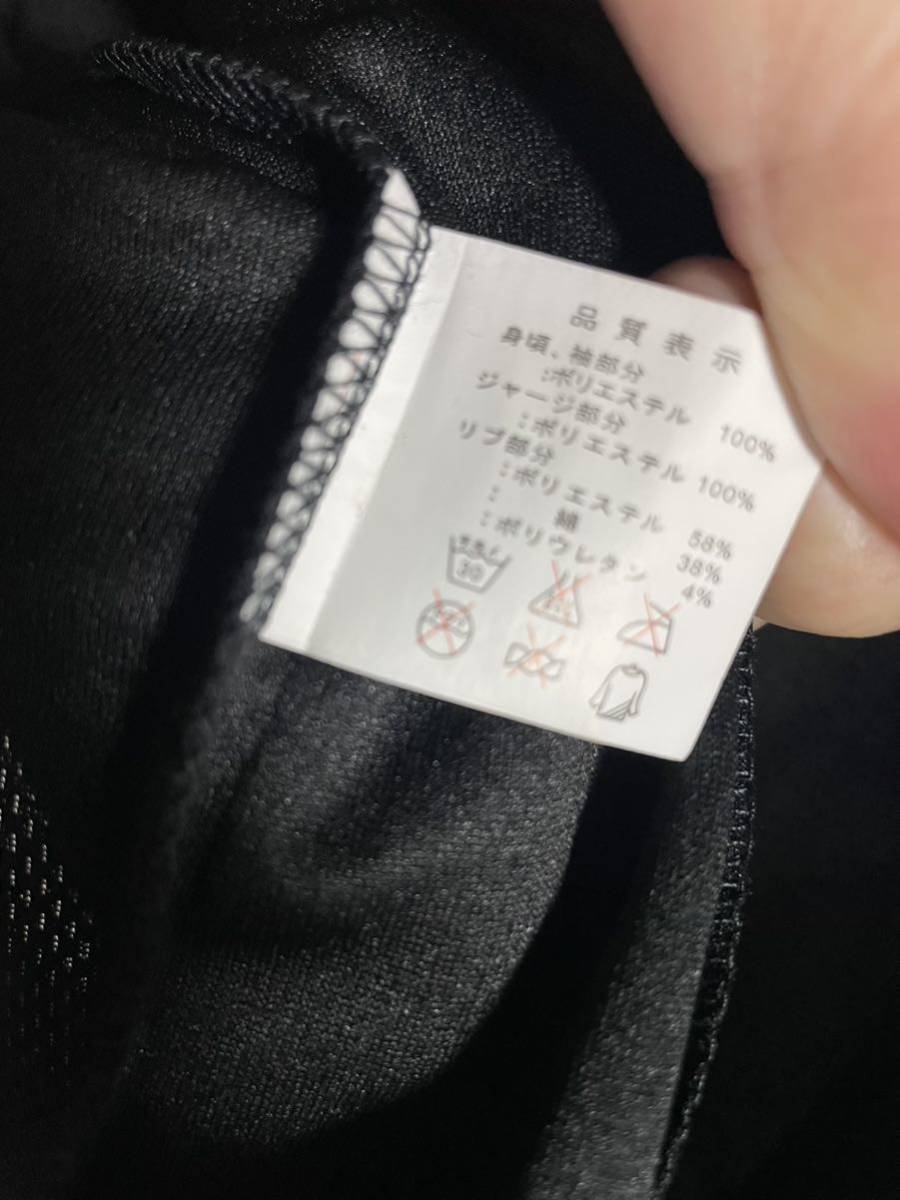 品質表示
身頃、袖部分
:ポリエステル 100%
ジャージ部分
:ポリエステル 100%
リブ部分
:ポリエステル 58%
: 綿 38%
:ポリウレタン 4%
30